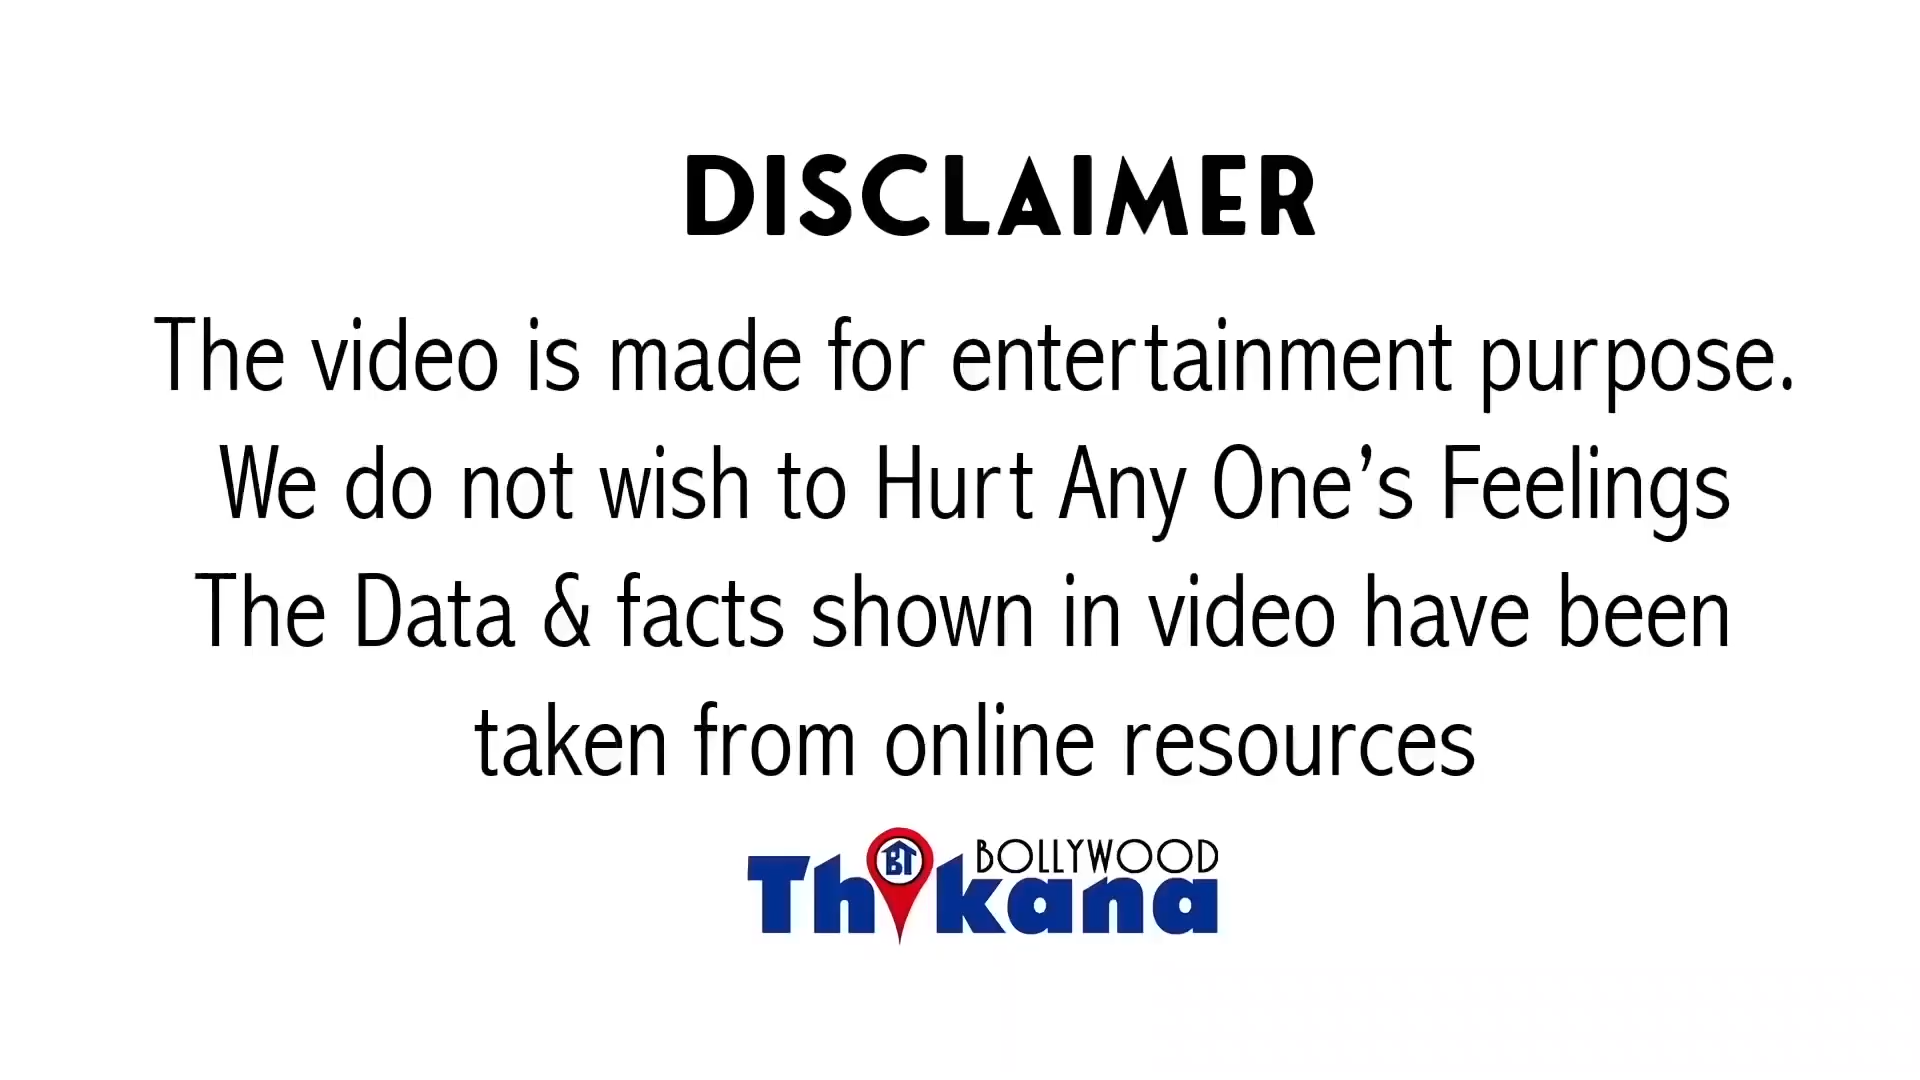 DISCLAIMER
The video is made for entertainment purpose.
We do not wish to Hurt Any One’s Feelings
The Data & facts shown in video have been
taken from online resources
BT
BOLLYWOOD
Thikana